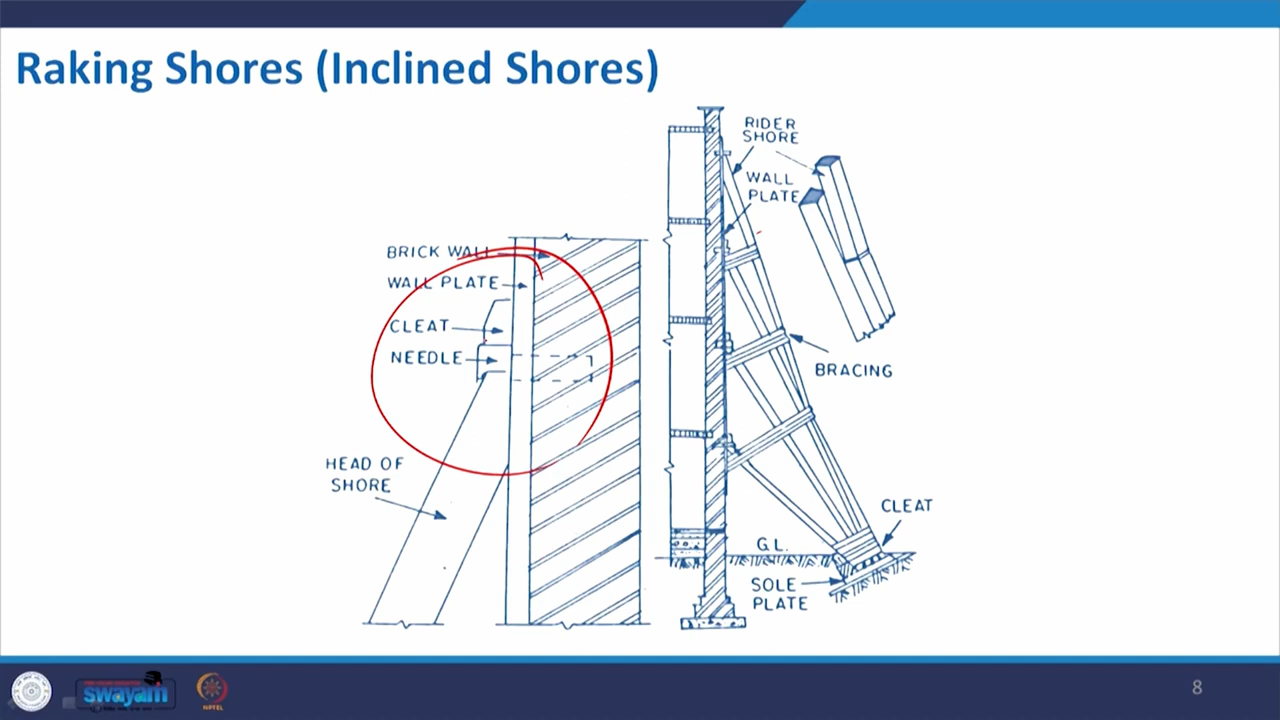 Raking Shores (Inclined Shores)
BRICK WALL
WALL PLATE
CLEAT
NEEDLE
HEAD OF
SHORE
RIDER
SHORE
WALL
PLATE
BRACING
CLEAT
G.L.
SOLE
PLATE
swayam
NPTEL
8